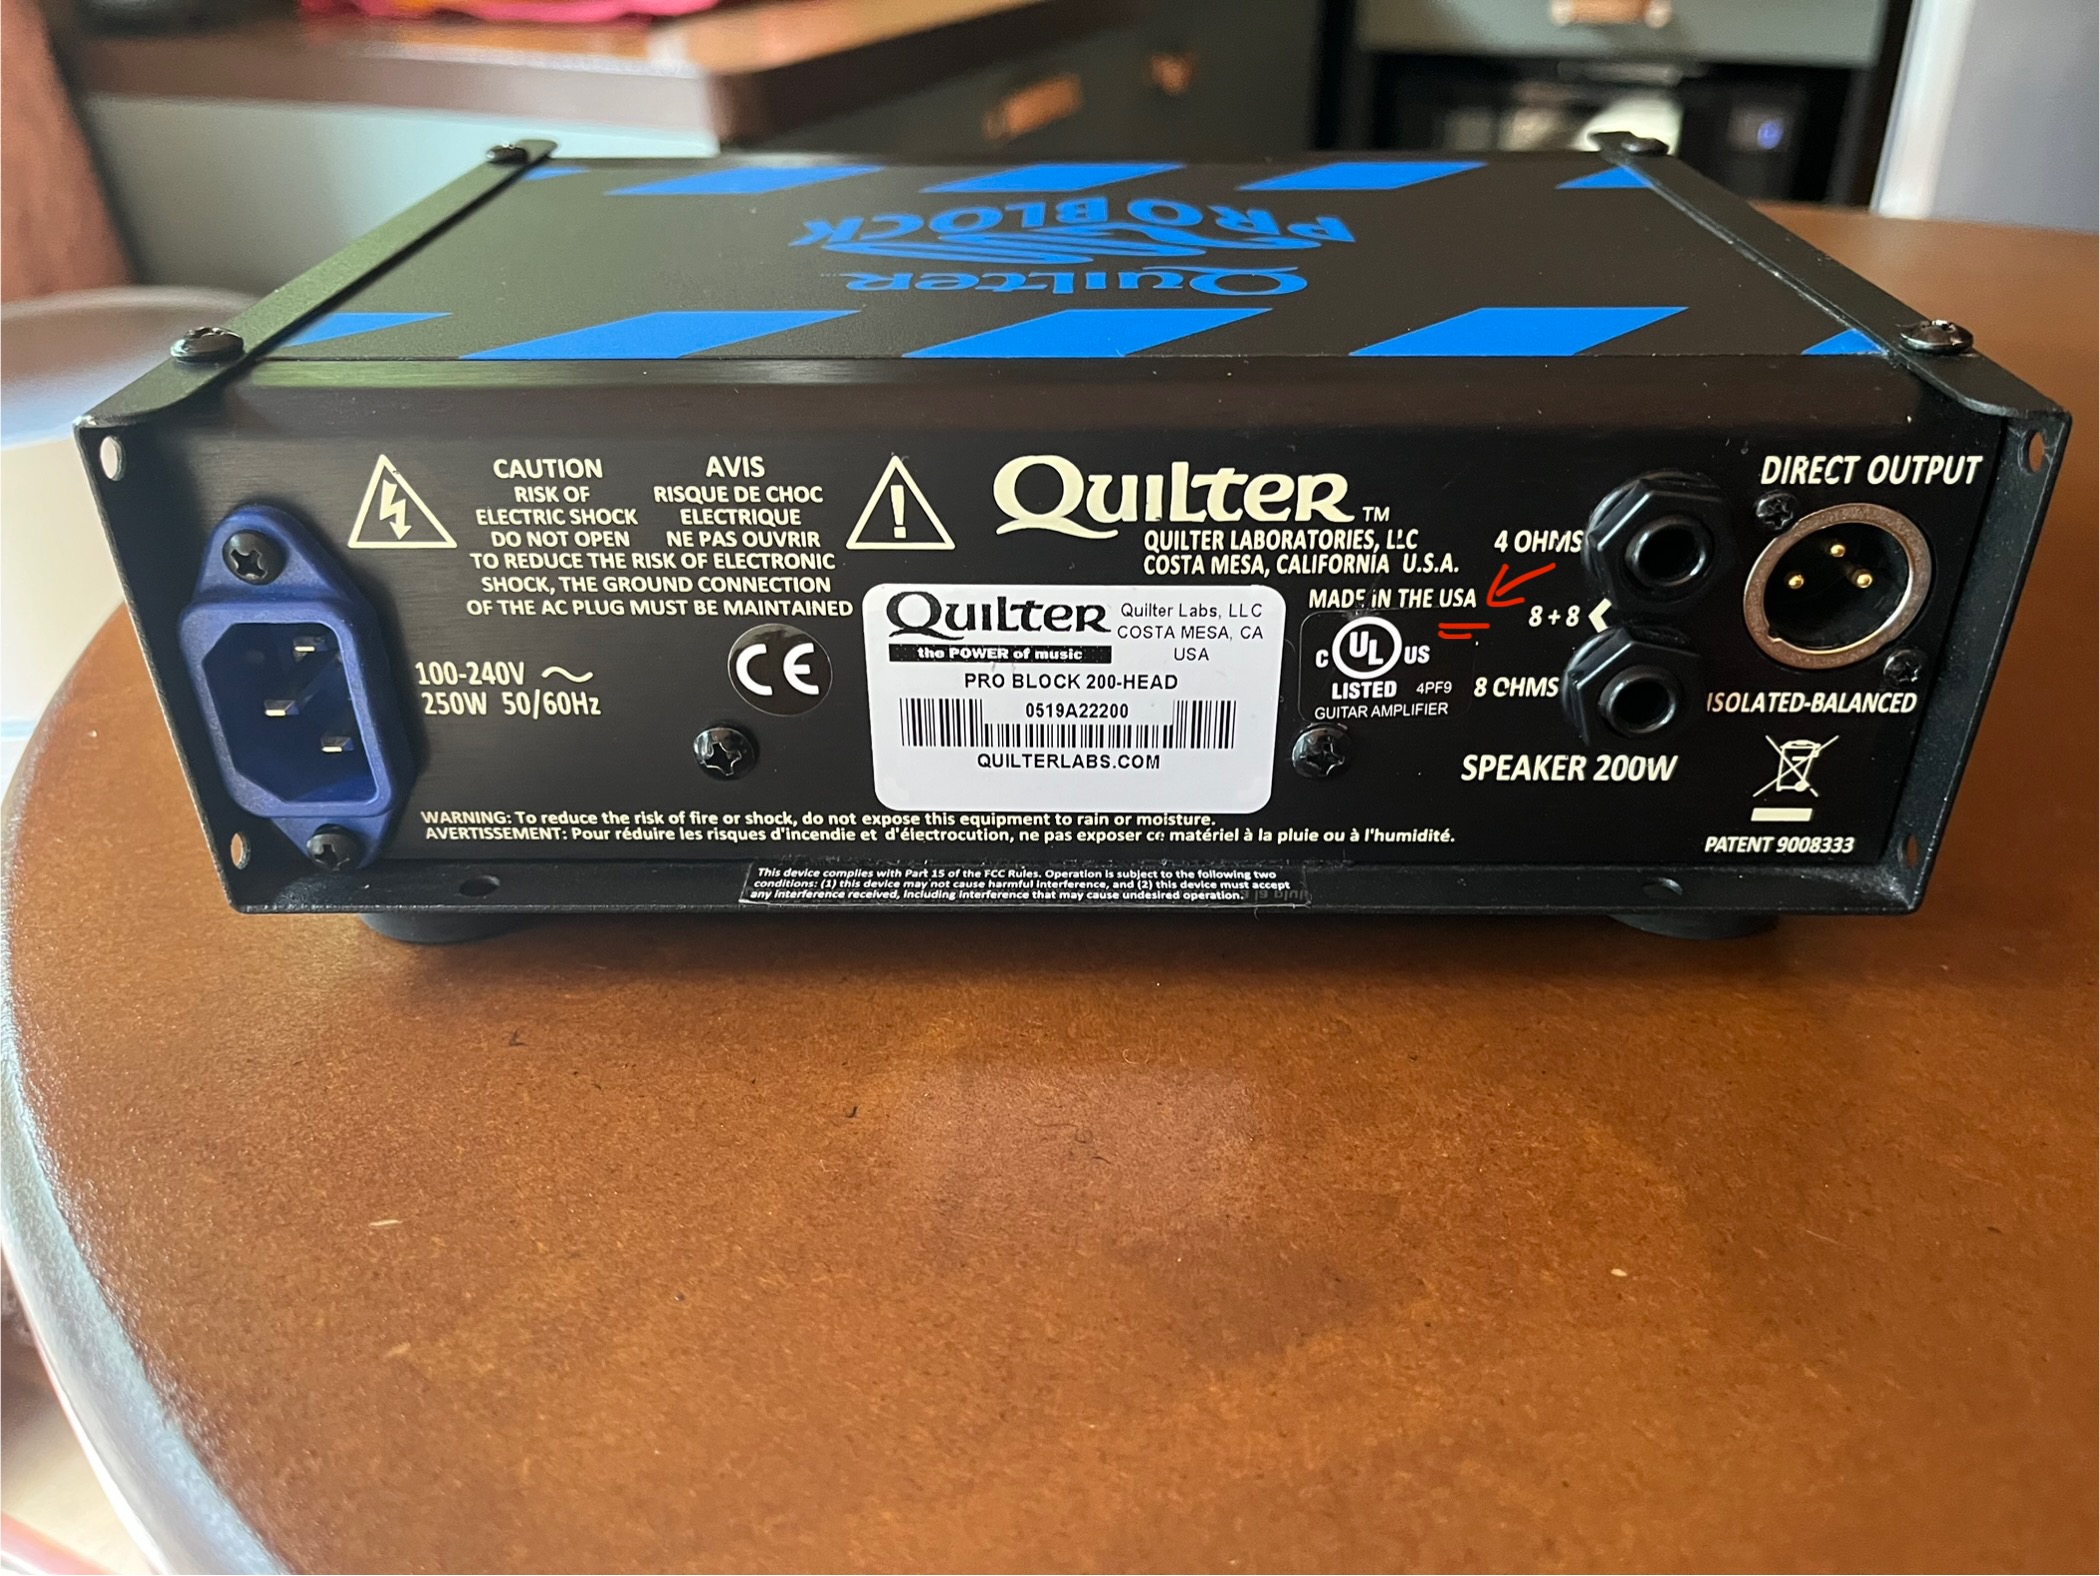 QUILTER
PRO BLOCK
CAUTION
RISK OF
ELECTRIC SHOCK
DO NOT OPEN
AVIS
RISQUE DE CHOC
ELECTRIQUE
NE PAS OUVRIR
TO REDUCE THE RISK OF ELECTRONIC
SHOCK, THE GROUND CONNECTION
OF THE AC PLUG MUST BE MAINTAINED
100-240V ~
250W 50/60Hz
CE
QUILTER™
QUILTER LABORATORIES, LLC
COSTA MESA, CALIFORNIA U.S.A.
MADE IN THE USA
QUILTER
the POWER of music
Quilter Labs, LLC
COSTA MESA, CA
USA
PRO BLOCK 200-HEAD
0519A22200
QUILTERLABS.COM
C UL US
LISTED 4PF9
GUITAR AMPLIFIER
4 OHMS
8 + 8
8 OHMS
SPEAKER 200W
DIRECT OUTPUT
ISOLATED-BALANCED
PATENT 9008333
WARNING: To reduce the risk of fire or shock, do not expose this equipment to rain or moisture.
AVERTISSEMENT: Pour réduire les risques d'incendie et d'électrocution, ne pas exposer ce matériel à la pluie ou à l'humidité.
This device complies with Part 15 of the FCC Rules. Operation is subject to the following two
conditions: (1) this device may not cause harmful interference, and (2) this device must accept
any interference received, including interference that may cause undesired operation.